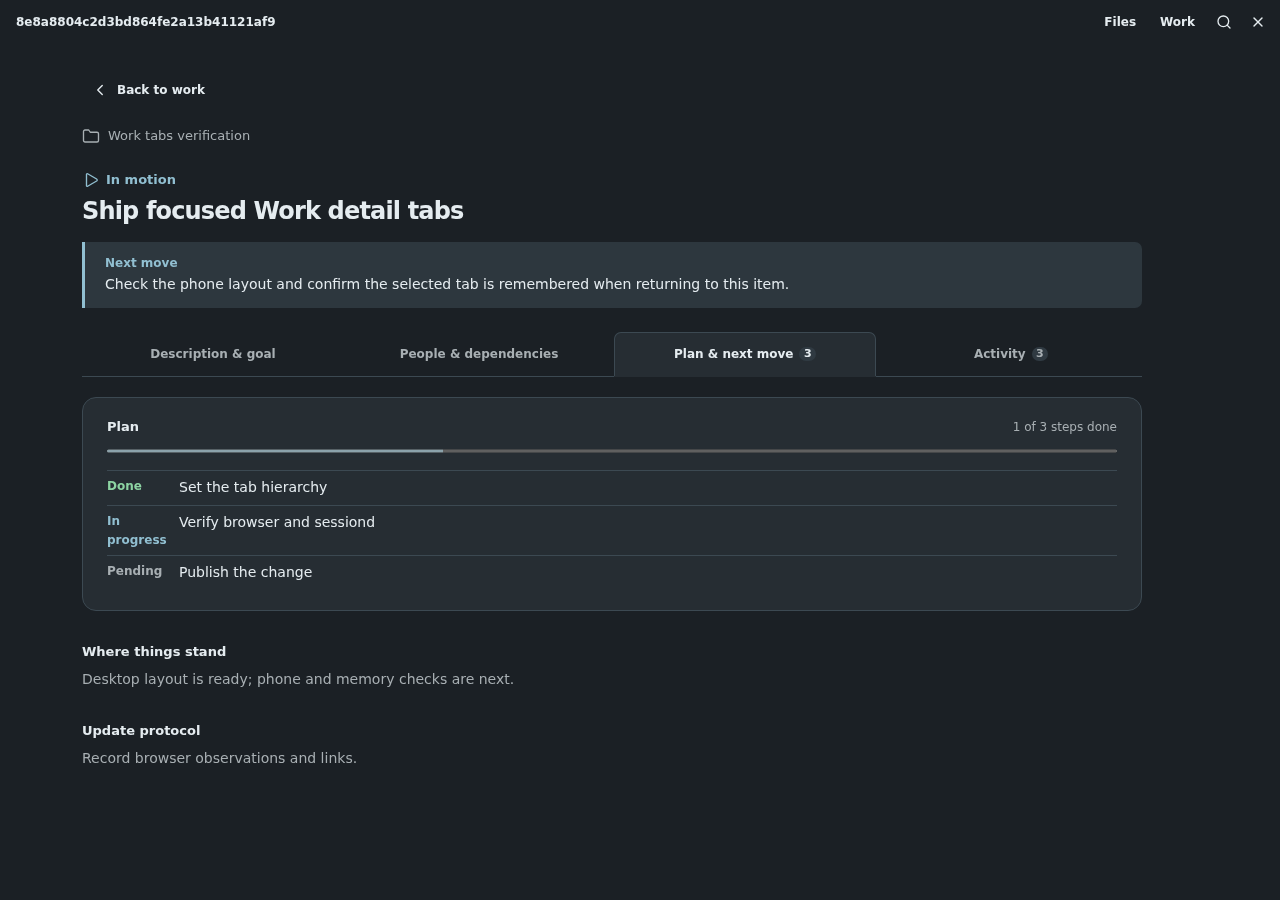 8e8a8804c2d3bd864fe2a13b41121af9
Files
Work
Back to work
Work tabs verification
In motion
Ship focused Work detail tabs
Next move
Check the phone layout and confirm the selected tab is remembered when returning to this item.
Description & goal
People & dependencies
Plan & next move 3
Activity 3
Plan
1 of 3 steps done
Done
Set the tab hierarchy
In
progress
Verify browser and sessiond
Pending
Publish the change
Where things stand
Desktop layout is ready; phone and memory checks are next.
Update protocol
Record browser observations and links.